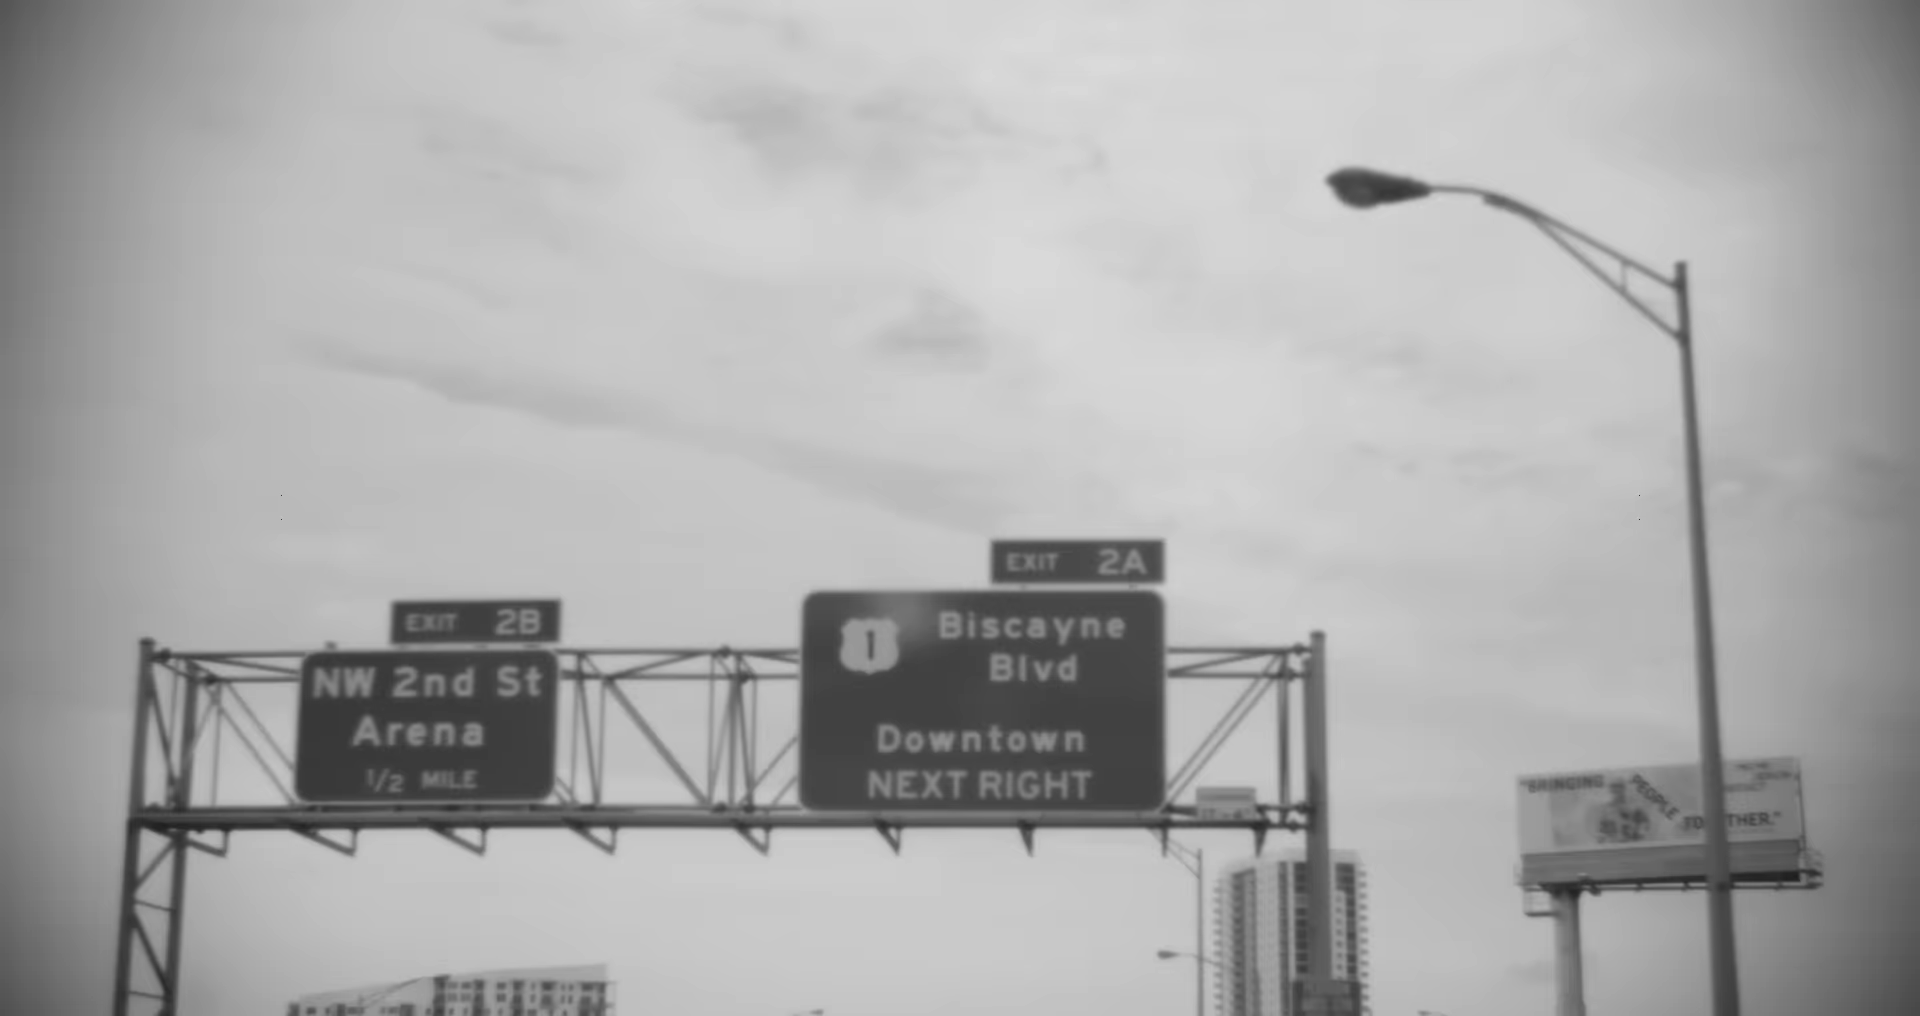 EXIT 2B
NW 2nd St
Arena
1/2 MILE
EXIT 2A
1
Biscayne
Blvd
Downtown
NEXT RIGHT
"BRINGING
PEOPLE